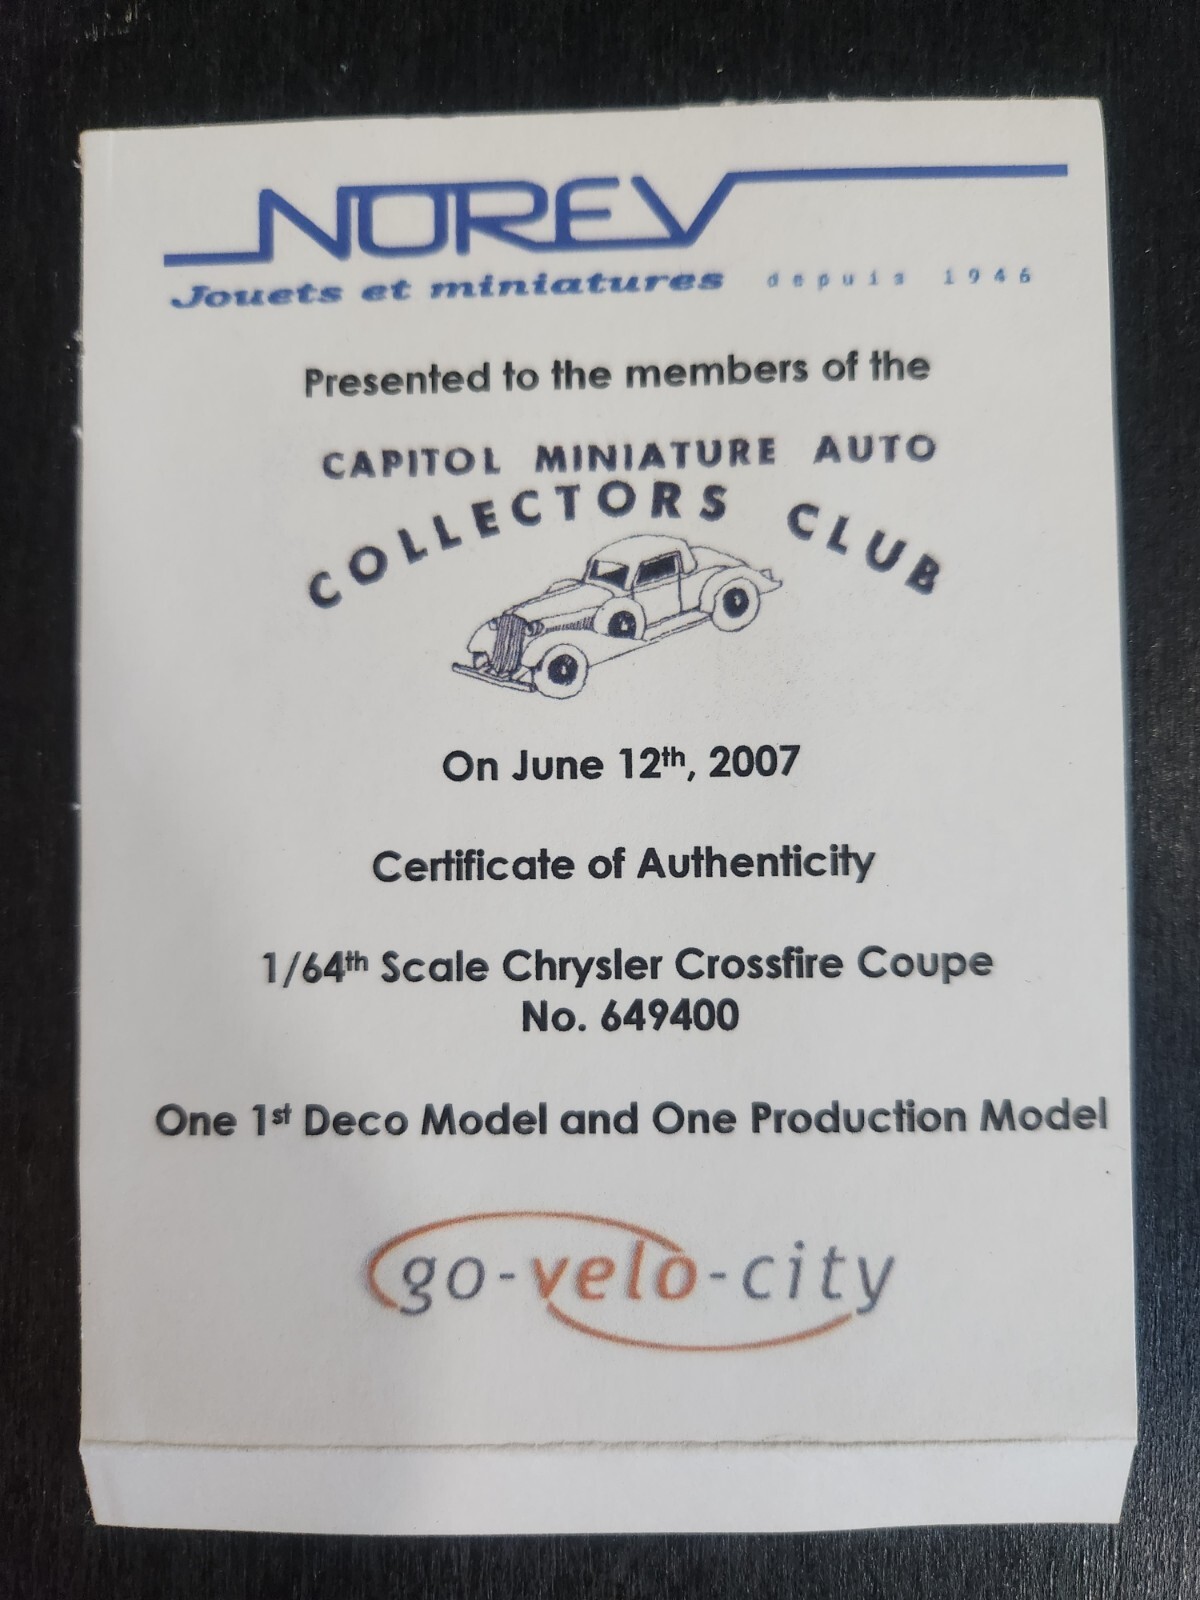 NOREV
Jouets et miniatures depuis 1946
Presented to the members of the
CAPITOL MINIATURE AUTO
COLLECTORS CLUB
On June 12th, 2007
Certificate of Authenticity
1/64th Scale Chrysler Crossfire Coupe
No. 649400
One 1st Deco Model and One Production Model
go-velo-city